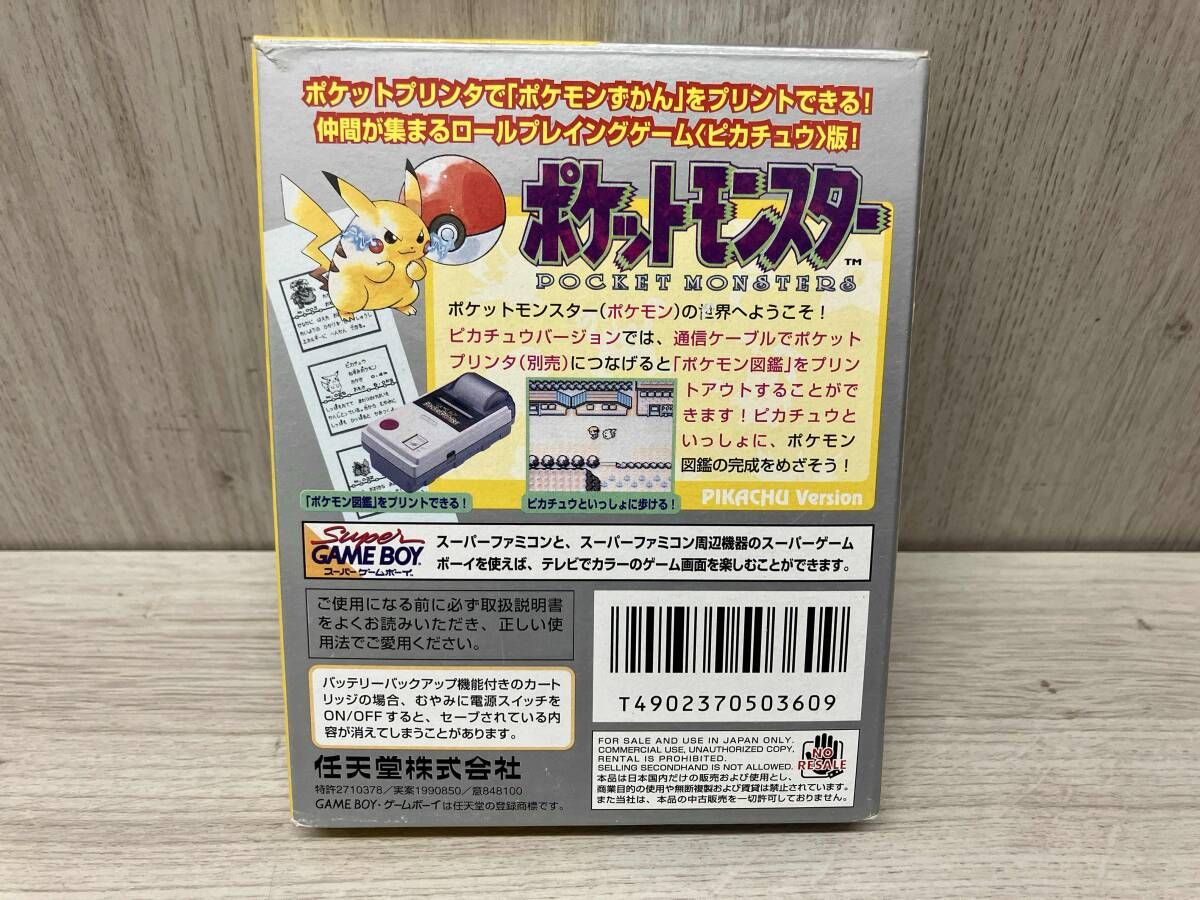 ポケットプリンタで「ポケモンずかん」をプリントできる!
仲間が集まるロールプレイングゲーム〈ピカチュウ〉版!
ポケットモンスター
TM
POCKET MONSTERS
ポケットモンスター(ポケモン)の世界へようこそ!
ピカチュウバージョンでは、通信ケーブルでポケット
プリンタ(別売)につなげると「ポケモン図鑑」をプリン
トアウトすることがで
きます!ピカチュウと
いっしょに、ポケモン
図鑑の完成をめざそう!
ピカチュウ
「ポケモン図鑑」をプリントできる!
ピカチュウといっしょに歩ける!
PIKACHU Version
Super
GAME BOY
スーパーゲームボーイ
スーパーファミコンと、スーパーファミコン周辺機器のスーパーゲーム
ボーイを使えば、テレビでカラーのゲーム画面を楽しむことができます。
ご使用になる前に必ず取扱説明書
をよくお読みいただき、正しい使
用法でご愛用ください。
バッテリーバックアップ機能付きのカート
リッジの場合、むやみに電源スイッチを
ON/OFFすると、セーブされている内
容が消えてしまうことがあります。
任天堂株式会社
特許2710378/実案1990850/意848100
GAME BOY・ゲームボーイは任天堂の登録商標です。
T4902370503609
FOR SALE AND USE IN JAPAN ONLY.
COMMERCIAL USE, UNAUTHORIZED COPY,
RENTAL IS PROHIBITED.
SELLING SECONDHAND IS NOT ALLOWED.
本品は日本国内だけの販売および使用とし、
商業目的の使用や無断複製および賃貸は禁止されています。
また当社は、本品の中古販売を一切許可しておりません。
NO
RESALE